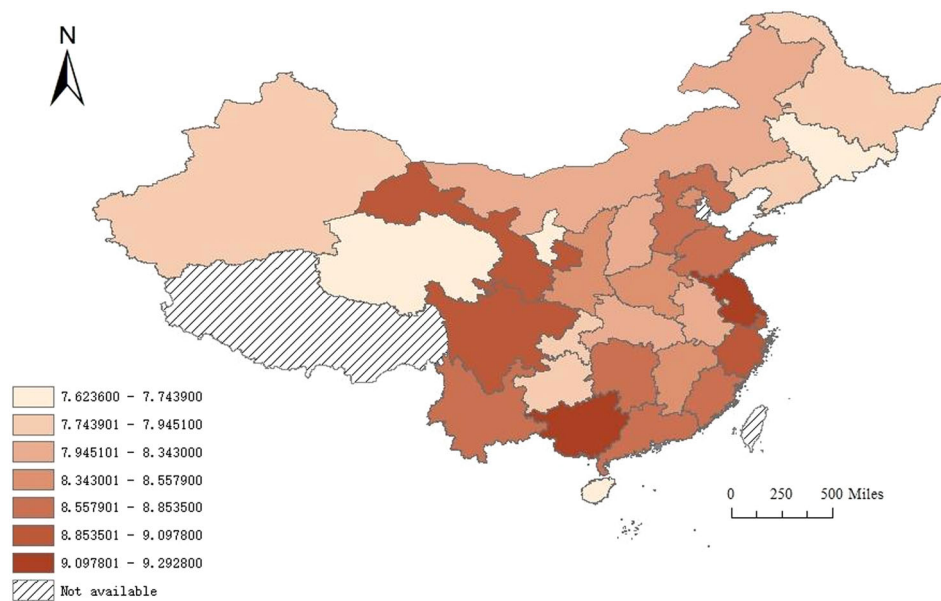 N
7.623600 - 7.743900
7.743901 - 7.945100
7.945101 - 8.343000
8.343001 - 8.557900
8.557901 - 8.853500
8.853501 - 9.097800
9.097801 - 9.292800
Not available
0 250 500 Miles